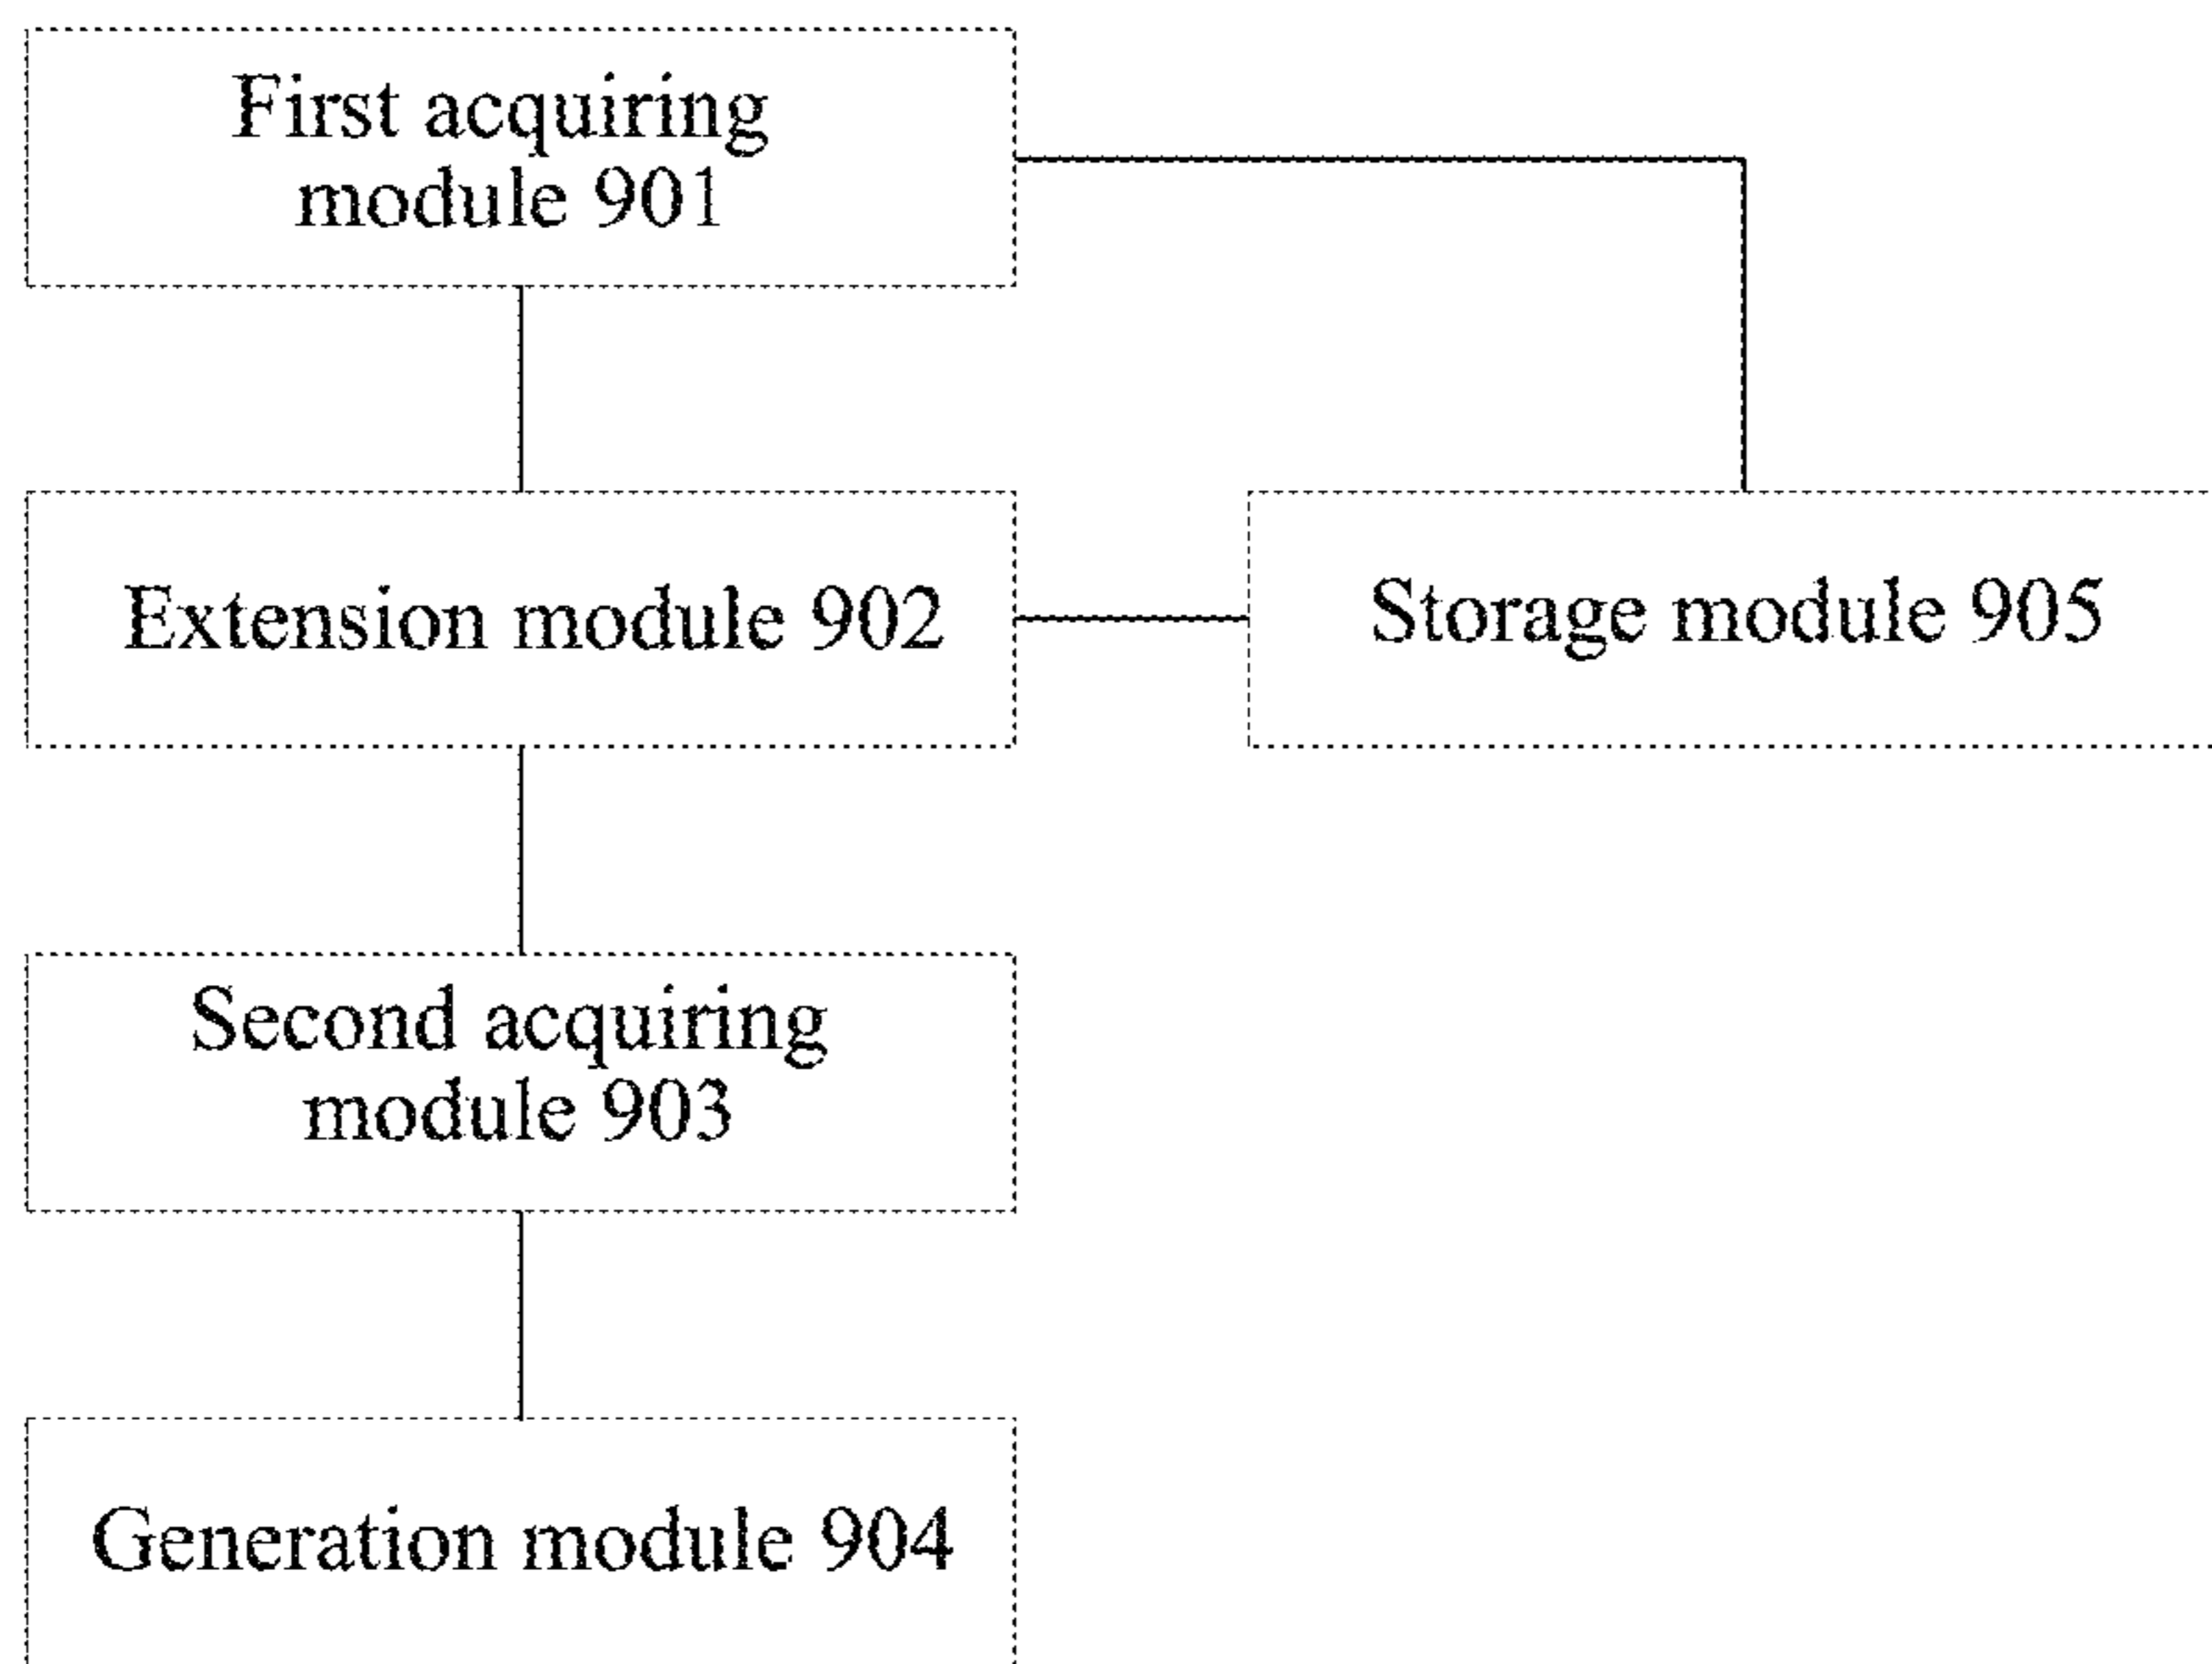 First acquiring
module 901
Extension module 902
Storage module 905
Second acquiring
module 903
Generation module 904